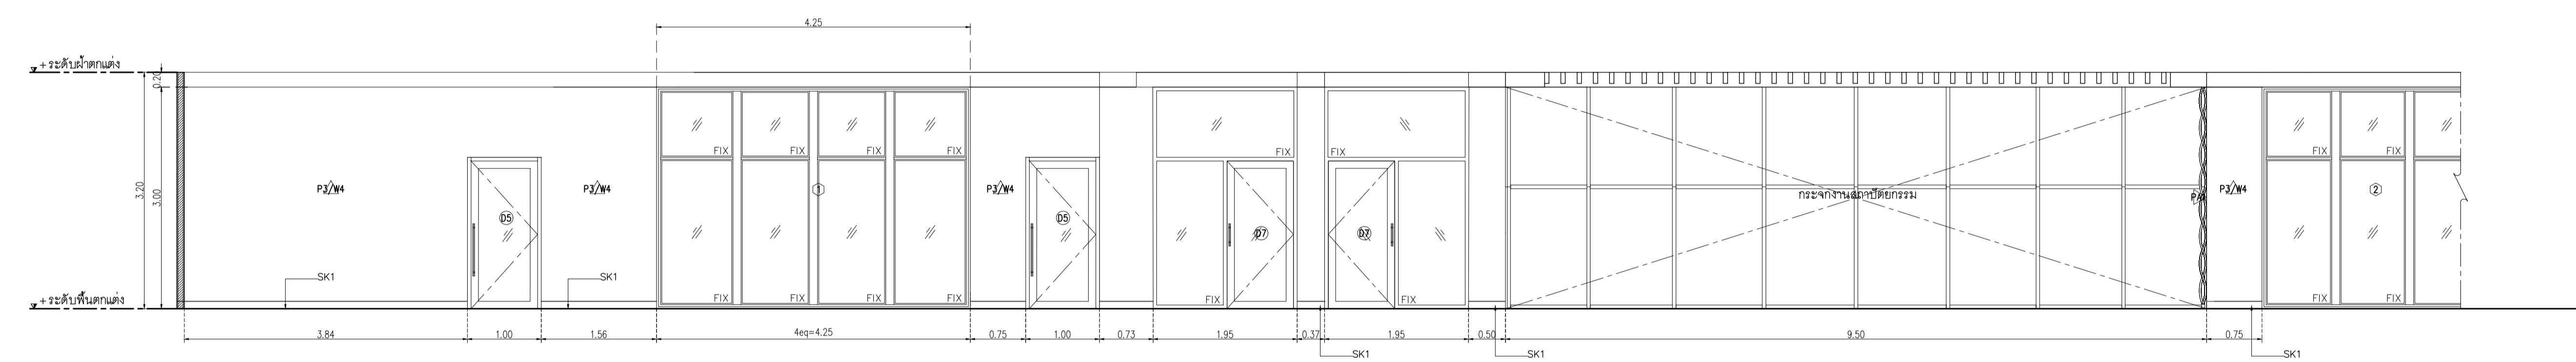 4.25
+ระดับฝ้าตกแต่ง
0.20
3.20
3.00
FIX FIX FIX FIX FIX FIX FIX FIX
P3/W4 P3/W4 1 P3/W4 กระจกงานสถาปัตยกรรม P3/W4 2
D5 D5 D7 D7
SK1 SK1
FIX FIX FIX FIX FIX FIX FIX FIX
+ระดับพื้นตกแต่ง
3.84 1.00 1.56 4eq=4.25 0.75 1.00 0.73 1.95 0.37 1.95 0.50 9.50 0.75
SK1 SK1 SK1